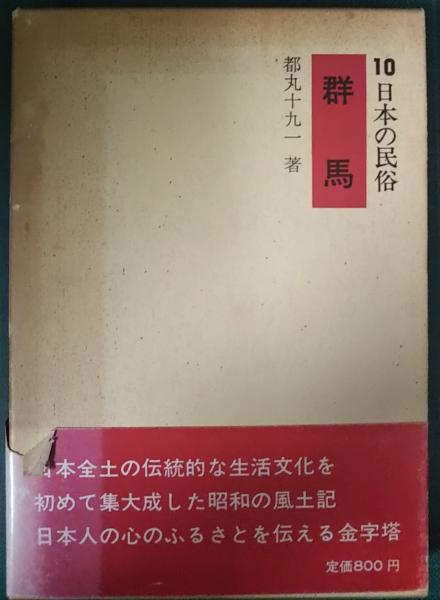 10 日本の民俗
群馬
都丸十九一 著
日本全土の伝統的な生活文化を
初めて集大成した昭和の風土記
日本人の心のふるさとを伝える金字塔
定価800円